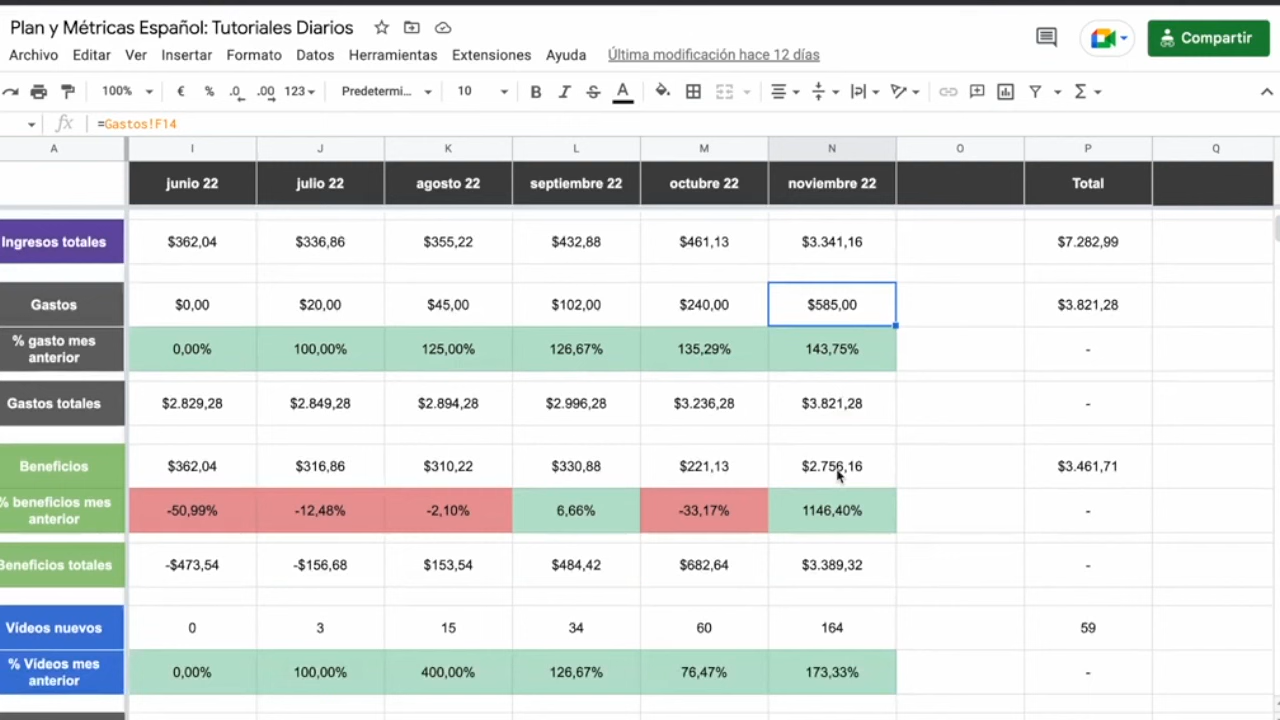 Plan y Métricas Español: Tutoriales Diarios
Archivo Editar Ver Insertar Formato Datos Herramientas Extensiones Ayuda Última modificación hace 12 días
Compartir
100% € % .0 .00 123 Predetermi... 10 B I S A Σ
fx =Gastos!F14
A I J K L M N O P Q
junio 22 julio 22 agosto 22 septiembre 22 octubre 22 noviembre 22 Total
Ingresos totales $362,04 $336,86 $355,22 $432,88 $461,13 $3.341,16 $7.282,99
Gastos $0,00 $20,00 $45,00 $102,00 $240,00 $585,00 $3.821,28
% gasto mes
anterior 0,00% 100,00% 125,00% 126,67% 135,29% 143,75% -
Gastos totales $2.829,28 $2.849,28 $2.894,28 $2.996,28 $3.236,28 $3.821,28 -
Beneficios $362,04 $316,86 $310,22 $330,88 $221,13 $2.756,16 $3.461,71
% beneficios mes
anterior -50,99% -12,48% -2,10% 6,66% -33,17% 1146,40% -
Beneficios totales -$473,54 -$156,68 $153,54 $484,42 $682,64 $3.389,32 -
Vídeos nuevos 0 3 15 34 60 164 59
% Vídeos mes
anterior 0,00% 100,00% 400,00% 126,67% 76,47% 173,33% -